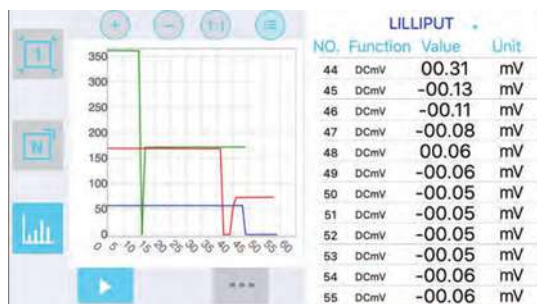 + − 1:1
1
N
350
300
250
200
150
100
50
0
0 5 10 15 20 25 30 35 40 45 50 55 60
LILLIPUT
NO. Function Value Unit
44 DCmV 00.31 mV
45 DCmV -00.13 mV
46 DCmV -00.11 mV
47 DCmV -00.08 mV
48 DCmV 00.06 mV
49 DCmV -00.06 mV
50 DCmV -00.05 mV
51 DCmV -00.05 mV
52 DCmV -00.05 mV
53 DCmV -00.05 mV
54 DCmV -00.06 mV
55 DCmV -00.06 mV